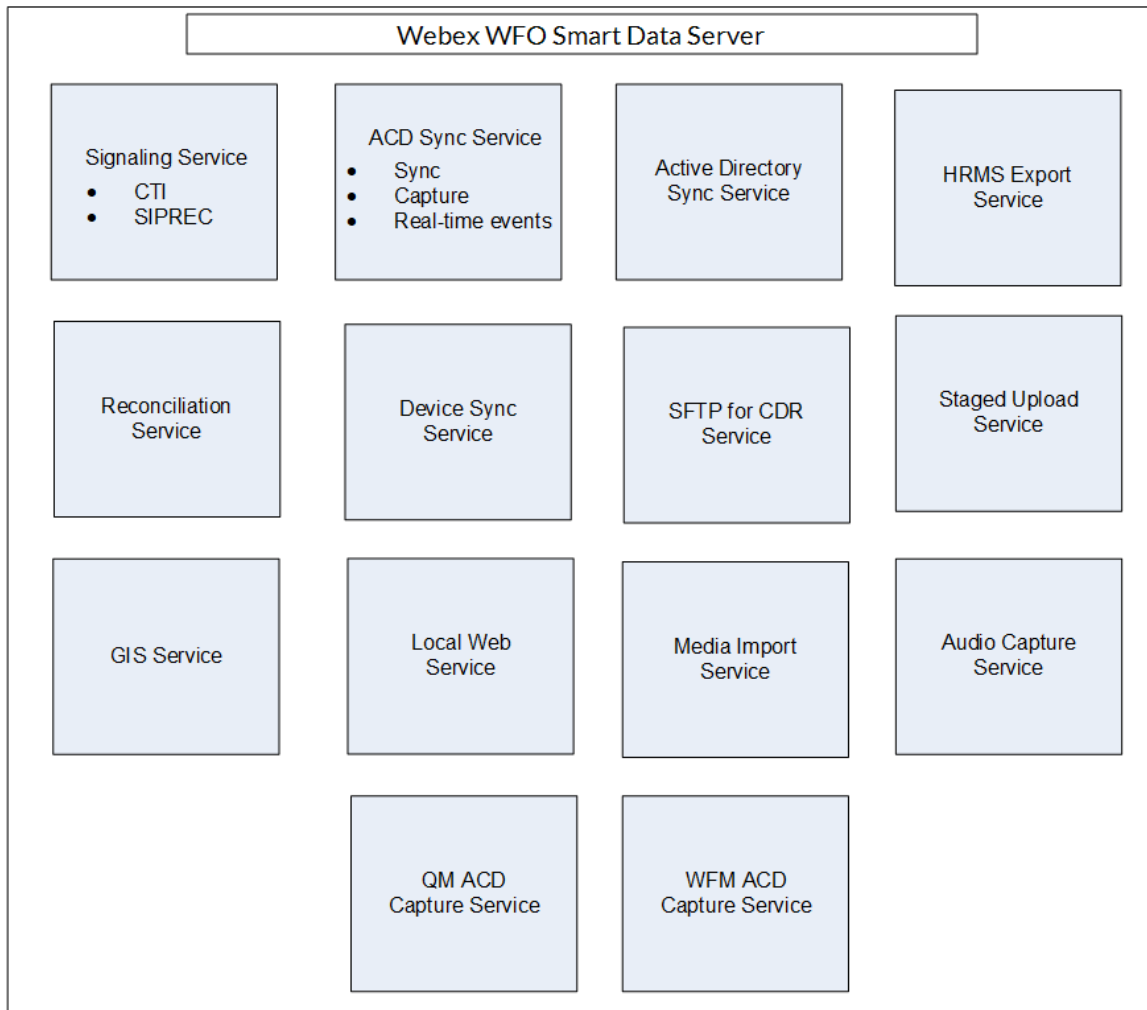 Webex WFO Smart Data Server
Signaling Service
• CTI
• SIPREC
ACD Sync Service
• Sync
• Capture
• Real-time events
Active Directory
Sync Service
HRMS Export
Service
Reconciliation
Service
Device Sync
Service
SFTP for CDR
Service
Staged Upload
Service
GIS Service
Local Web
Service
Media Import
Service
Audio Capture
Service
QM ACD
Capture Service
WFM ACD
Capture Service